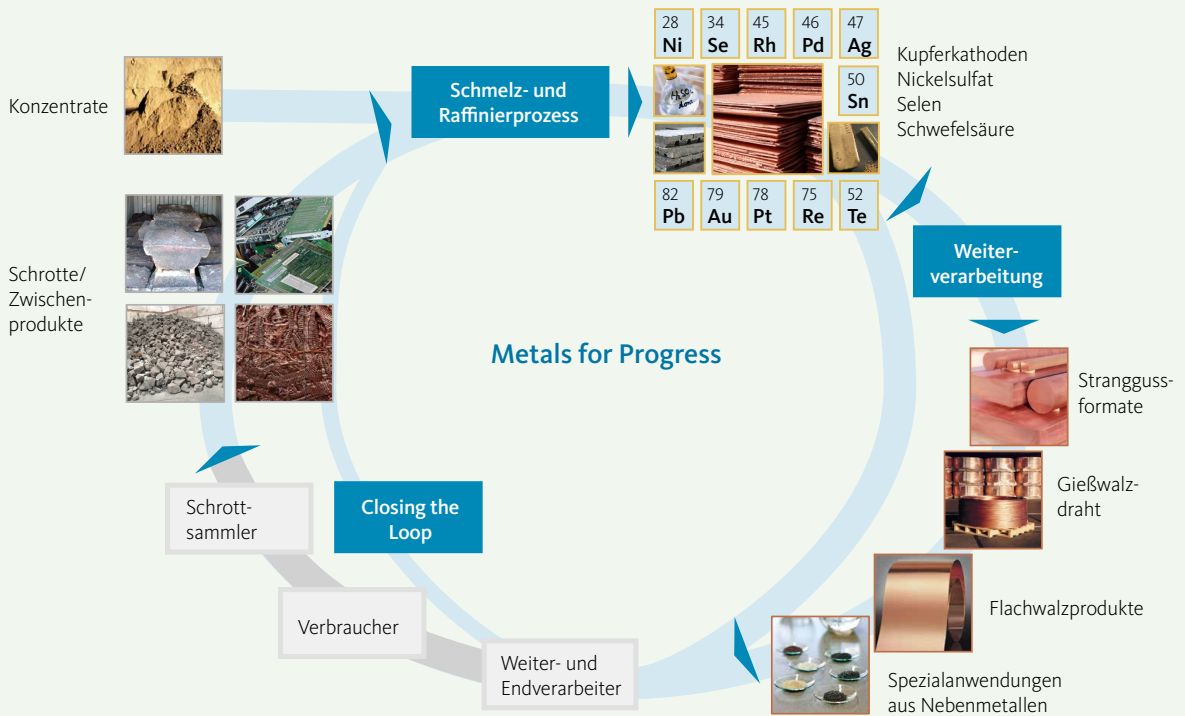 28
Ni
34
Se
45
Rh
46
Pd
47
Ag
50
Sn
82
Pb
79
Au
78
Pt
75
Re
52
Te
Konzentrate
Schmelz- und
Raffinierprozess
Kupferkathoden
Nickelsulfat
Selen
Schwefelsäure
Schrotte/
Zwischen-
produkte
Weiter-
verarbeitung
Metals for Progress
Stranggguss-
formate
Gießwalz-
draht
Flachwalzprodukte
Spezialanwendungen
aus Nebenmetallen
Closing the
Loop
Schrott-
sammler
Verbraucher
Weiter- und
Endverarbeiter